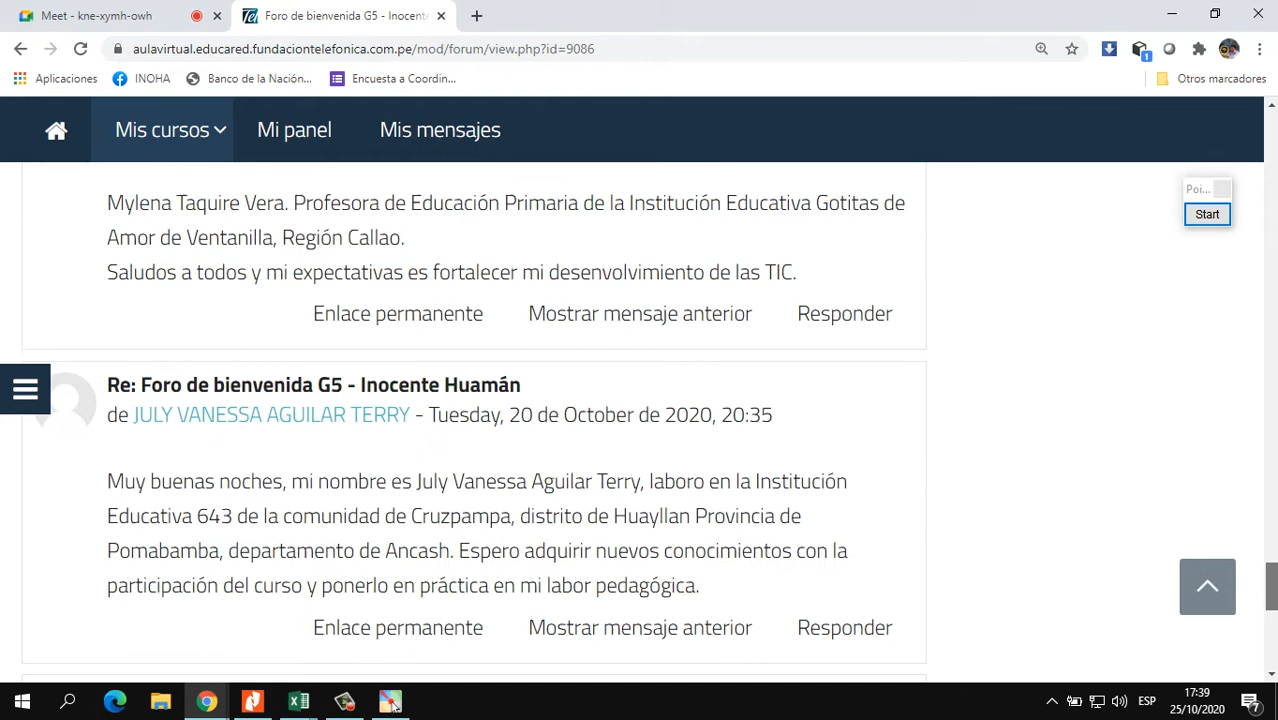 Meet - kne-xymh-owh
Foro de bienvenida G5 - Inocente
aulavirtual.educared.fundaciontelefonica.com.pe/mod/forum/view.php?id=9086
Aplicaciones
INOHA
Banco de la Nación...
Encuesta a Coordin...
Otros marcadores
Mis cursos
Mi panel
Mis mensajes
Poi...
Start
Mylena Taquire Vera. Profesora de Educación Primaria de la Institución Educativa Gotitas de
Amor de Ventanilla, Región Callao.
Saludos a todos y mi expectativas es fortalecer mi desenvolvimiento de las TIC.
Enlace permanente Mostrar mensaje anterior Responder
Re: Foro de bienvenida G5 - Inocente Huamán
de JULY VANESSA AGUILAR TERRY - Tuesday, 20 de October de 2020, 20:35
Muy buenas noches, mi nombre es July Vanessa Aguilar Terry, laboro en la Institución
Educativa 643 de la comunidad de Cruzpampa, distrito de Huayllan Provincia de
Pomabamba, departamento de Ancash. Espero adquirir nuevos conocimientos con la
participación del curso y ponerlo en práctica en mi labor pedagógica.
Enlace permanente Mostrar mensaje anterior Responder
ESP
17:39
25/10/2020
7